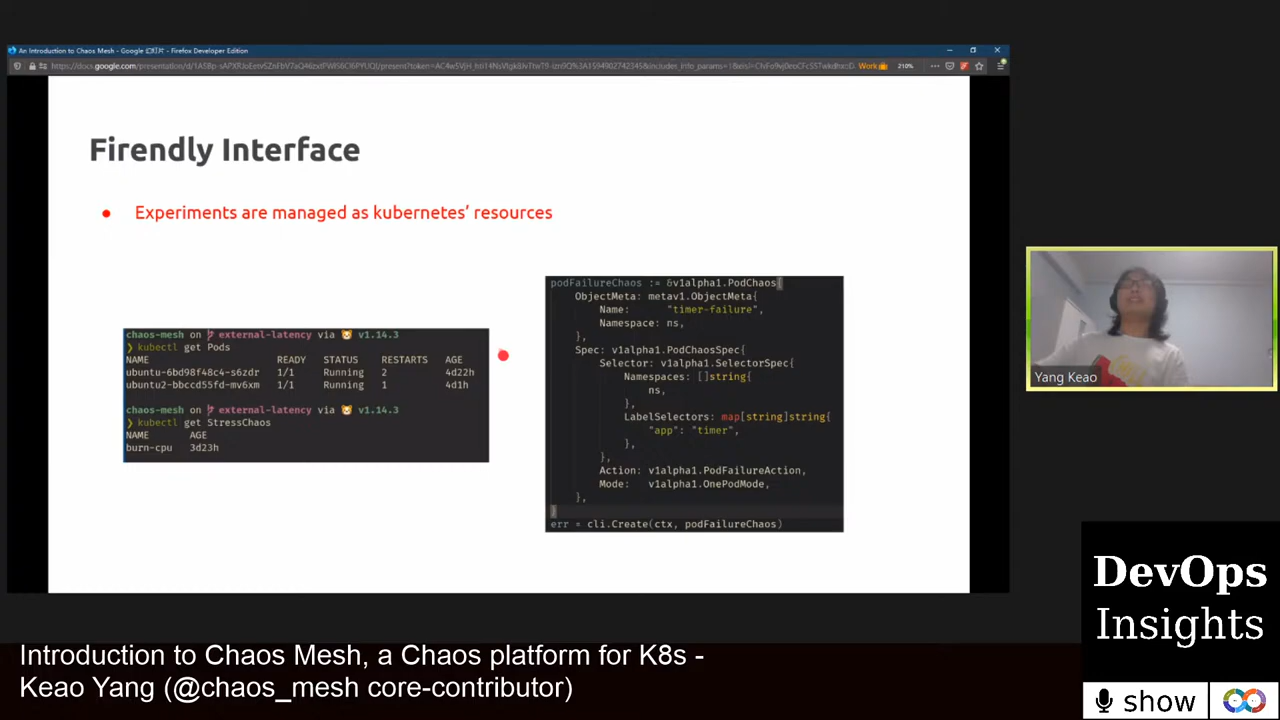 An Introduction to Chaos Mesh - Google 幻灯片 - Firefox Developer Edition
Work
210%
Firendly Interface
● Experiments are managed as kubernetes' resources
chaos-mesh on external-latency via v1.14.3
❯ kubectl get Pods
NAME READY STATUS RESTARTS AGE
ubuntu-6bd98f48c4-s6zdr 1/1 Running 2 4d22h
ubuntu2-bbccd55fd-mv6xm 1/1 Running 1 4d1h
chaos-mesh on external-latency via v1.14.3
❯ kubectl get StressChaos
NAME AGE
burn-cpu 3d23h
podFailureChaos := &v1alpha1.PodChaos{
ObjectMeta: metav1.ObjectMeta{
Name: "timer-failure",
Namespace: ns,
},
Spec: v1alpha1.PodChaosSpec{
Selector: v1alpha1.SelectorSpec{
Namespaces: []string{
ns,
},
LabelSelectors: map[string]string{
"app": "timer",
},
},
Action: v1alpha1.PodFailureAction,
Mode: v1alpha1.OnePodMode,
},
}
err = cli.Create(ctx, podFailureChaos)
Yang Keao
DevOps
Insights
show
Introduction to Chaos Mesh, a Chaos platform for K8s -
Keao Yang (@chaos_mesh core-contributor)